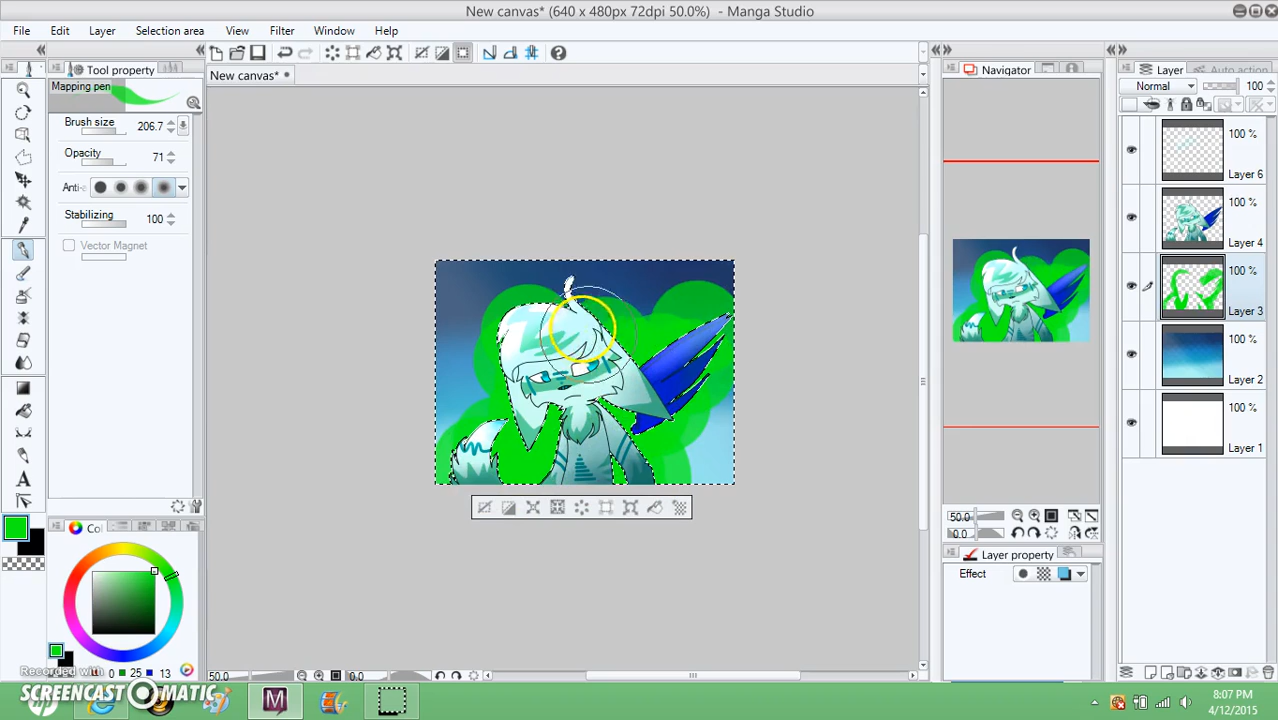 New canvas* (640 x 480px 72dpi 50.0%) - Manga Studio
File Edit Layer Selection area View Filter Window Help
Tool property
New canvas*
Navigator
Layer
Auto action
Mapping pen
Normal 100
Brush size 206.7
Opacity 71
Anti-a
Stabilizing 100
Vector Magnet
100 %
Layer 6
100 %
Layer 4
100 %
Layer 3
100 %
Layer 2
100 %
Layer 1
50.0
0.0
Col
Layer property
Effect
0 25 13
50.0 0.0
Recorded with
SCREENCAST O MATIC
hp
8:07 PM
4/12/2015